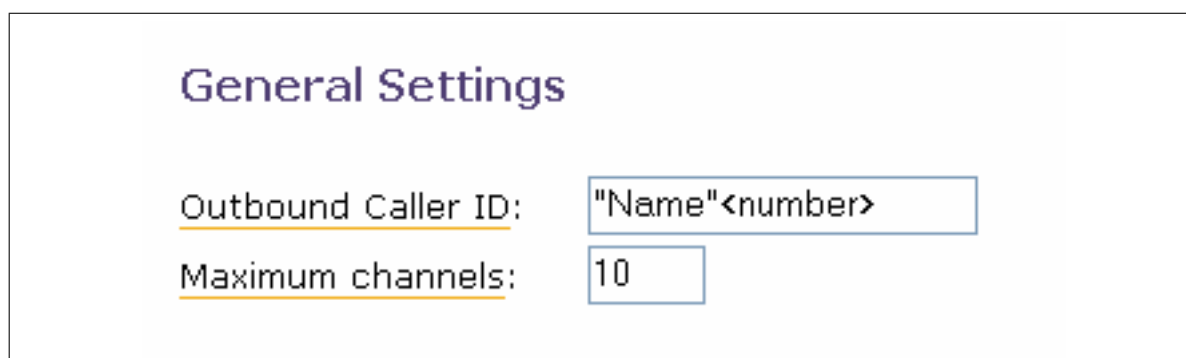 General Settings
Outbound Caller ID: "Name"<number>
Maximum channels: 10